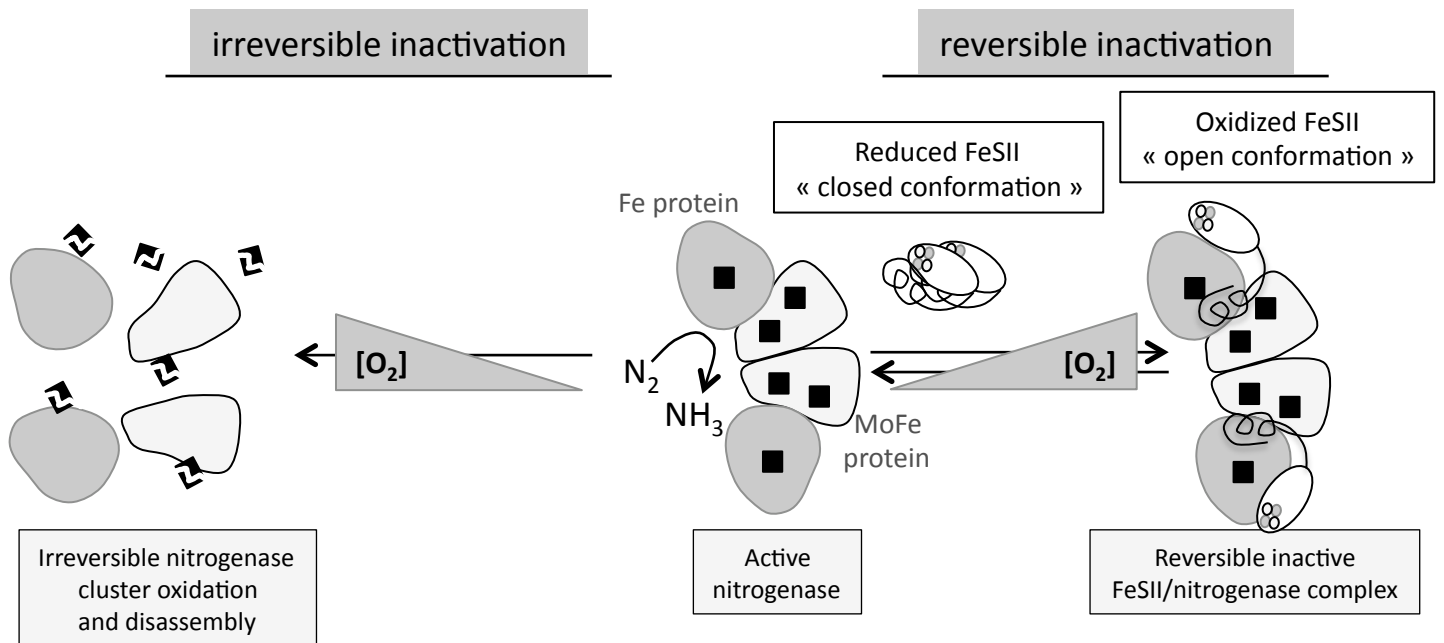 irreversible inactivation
reversible inactivation
Oxidized FeSII
« open conformation »
Reduced FeSII
« closed conformation »
Fe protein
[O₂]
N₂
NH₃
[O₂]
MoFe
protein
Irreversible nitrogenase
cluster oxidation
and disassembly
Active
nitrogenase
Reversible inactive
FeSII/nitrogenase complex